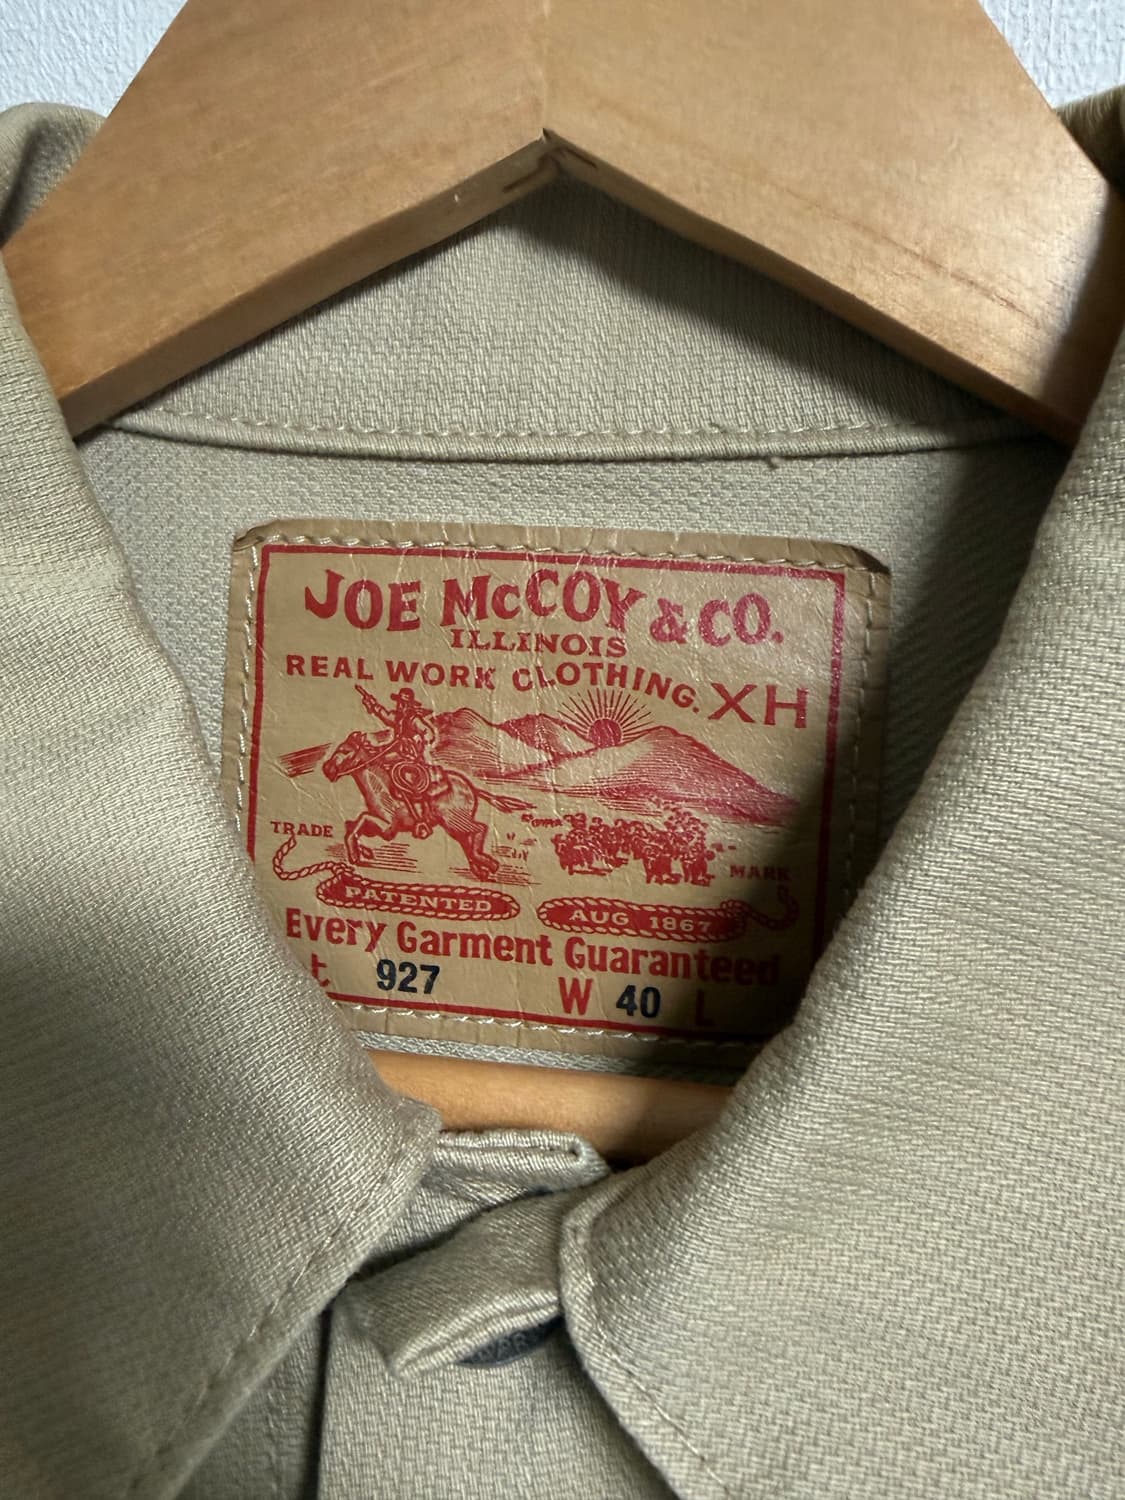 JOE McCOY & CO.
ILLINOIS
REAL WORK CLOTHING. XH
TRADE MARK
PATENTED AUG 1867
Every Garment Guaranteed
t 927 W 40 L